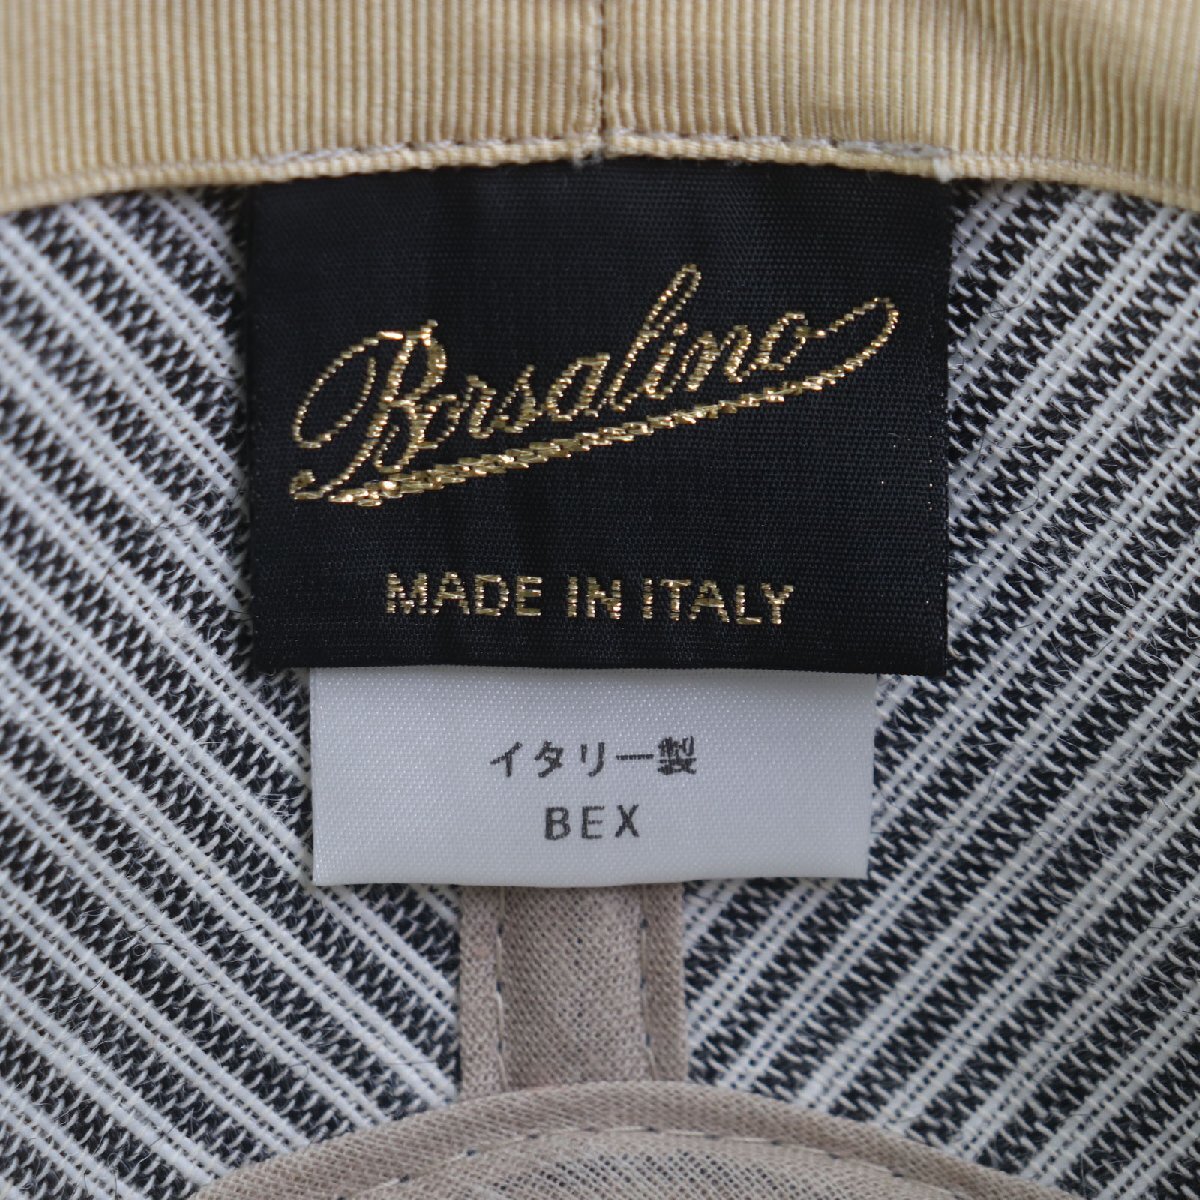 Borsalino
MADE IN ITALY
イタリー製
BEX